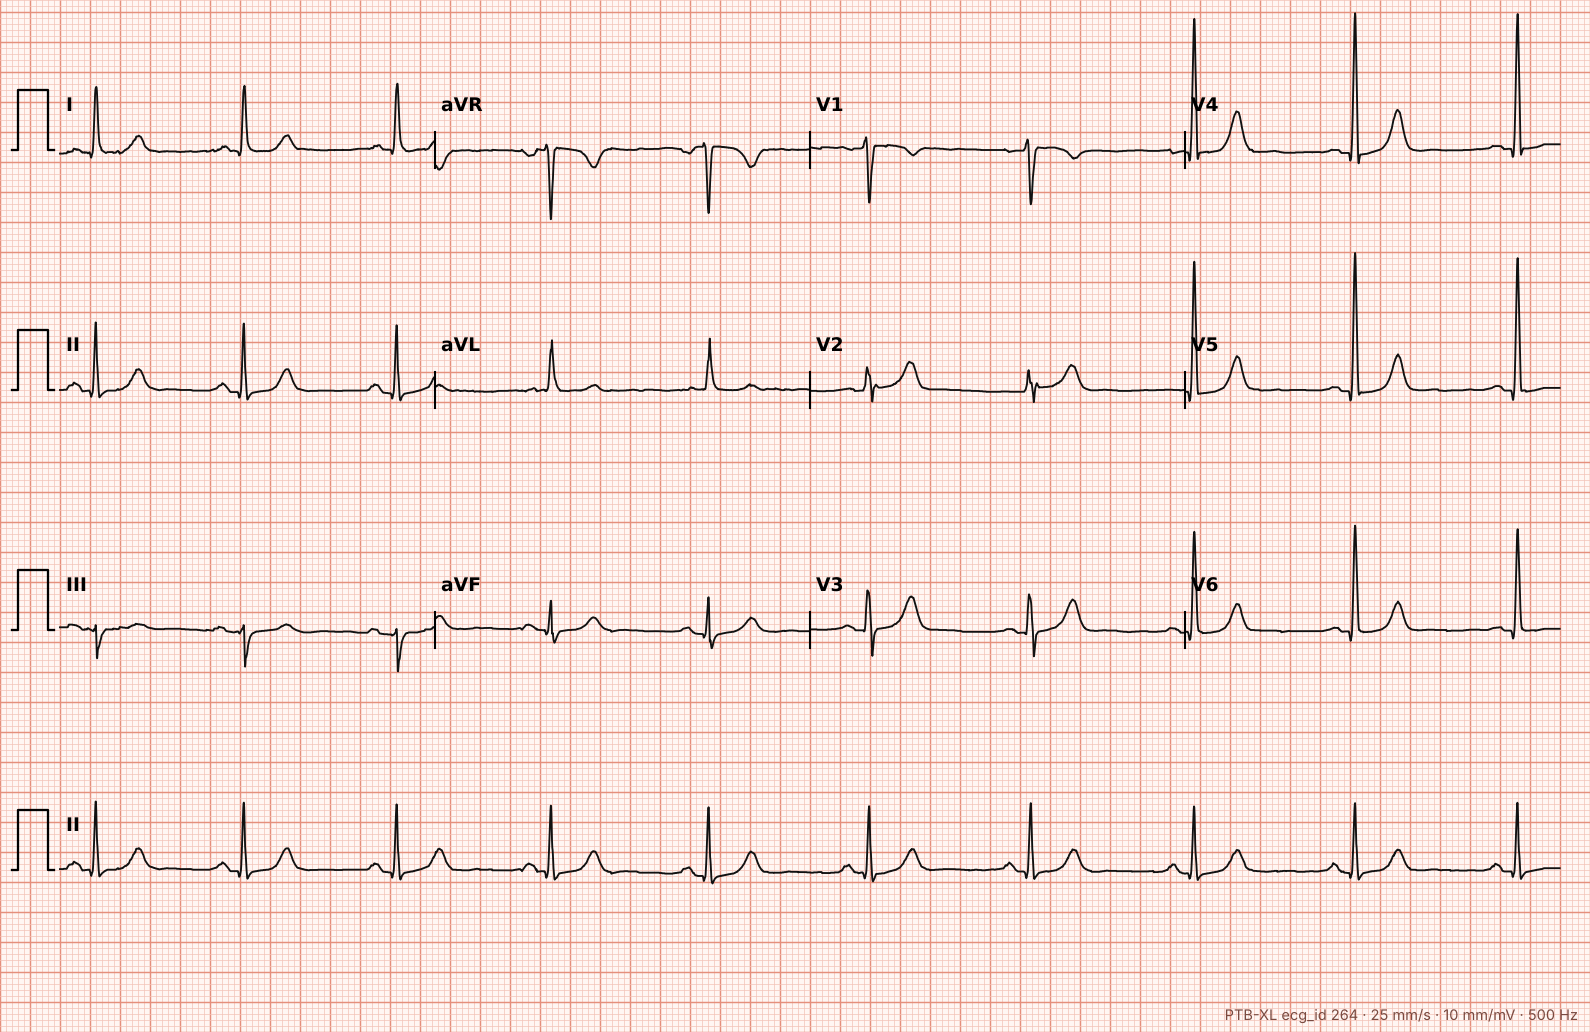 I aVR V1 V4
II aVL V2 V5
III aVF V3 V6
II
PTB-XL ecg_id 264 · 25 mm/s · 10 mm/mV · 500 Hz